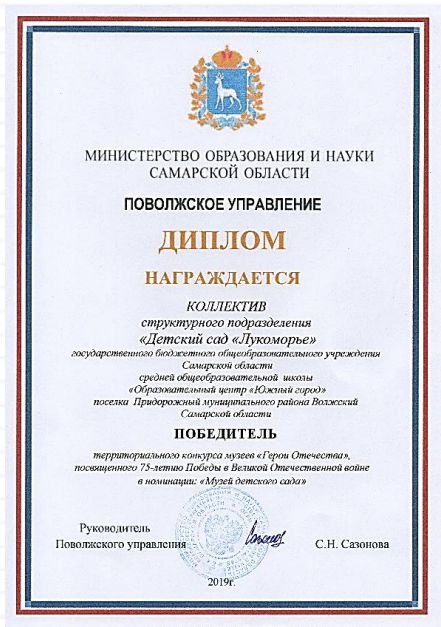 МИНИСТЕРСТВО ОБРАЗОВАНИЯ И НАУКИ
САМАРСКОЙ ОБЛАСТИ
ПОВОЛЖСКОЕ УПРАВЛЕНИЕ
ДИПЛОМ
НАГРАЖДАЕТСЯ
КОЛЛЕКТИВ
структурного подразделения
«Детский сад «Лукоморье»
государственного бюджетного общеобразовательного учреждения
Самарской области
средней общеобразовательной школы
«Образовательный центр «Южный город»
поселка Придорожный муниципального района Волжский
Самарской области
ПОБЕДИТЕЛЬ
территориального конкурса музеев «Герои Отечества»,
посвященного 75-летию Победы в Великой Отечественной войне
в номинации: «Музей детского сада»
Руководитель
Поволжского управления
С.Н. Сазонова
2019г.